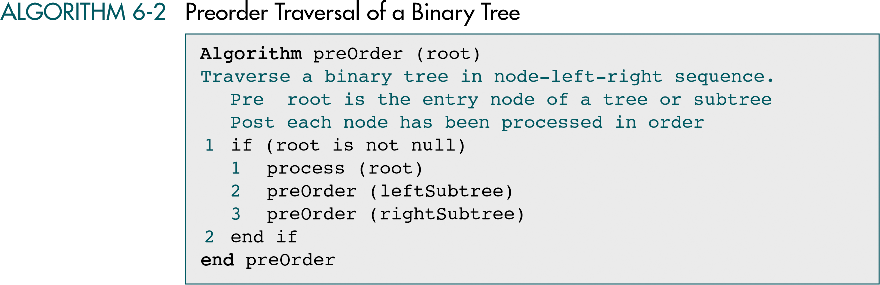 ALGORITHM 6-2 Preorder Traversal of a Binary Tree
Algorithm preOrder (root)
Traverse a binary tree in node-left-right sequence.
Pre root is the entry node of a tree or subtree
Post each node has been processed in order
1 if (root is not null)
1 process (root)
2 preOrder (leftSubtree)
3 preOrder (rightSubtree)
2 end if
end preOrder